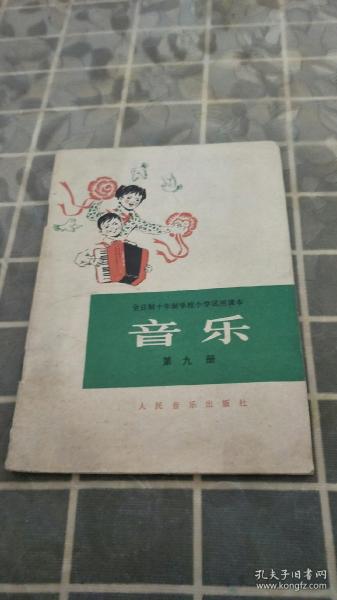 全日制十年制学校小学试用课本
音乐
第九册
人民音乐出版社
孔夫子旧书网
www.kongfz.com